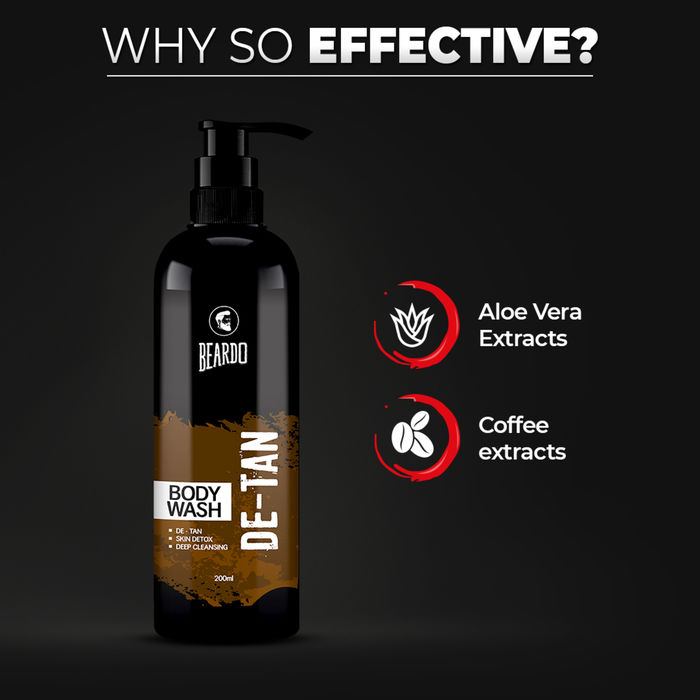 WHY SO EFFECTIVE?
BEARDO
DE-TAN
BODY
WASH
DE - TAN
SKIN DETOX
DEEP CLEANSING
200ml
Aloe Vera
Extracts
Coffee
extracts